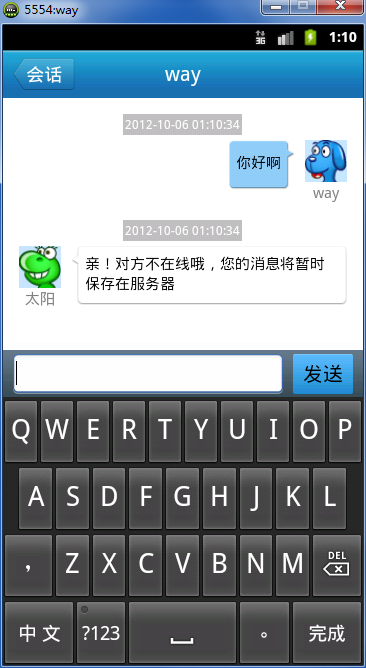 5554:way
3G 1:10
会话 way
2012-10-06 01:10:34
你好啊
way
2012-10-06 01:10:34
亲！对方不在线哦，您的消息将暂时
保存在服务器
太阳
发送
Q W E R T Y U I O P
A S D F G H J K L
， Z X C V B N M DEL
中文 ?123 。 完成